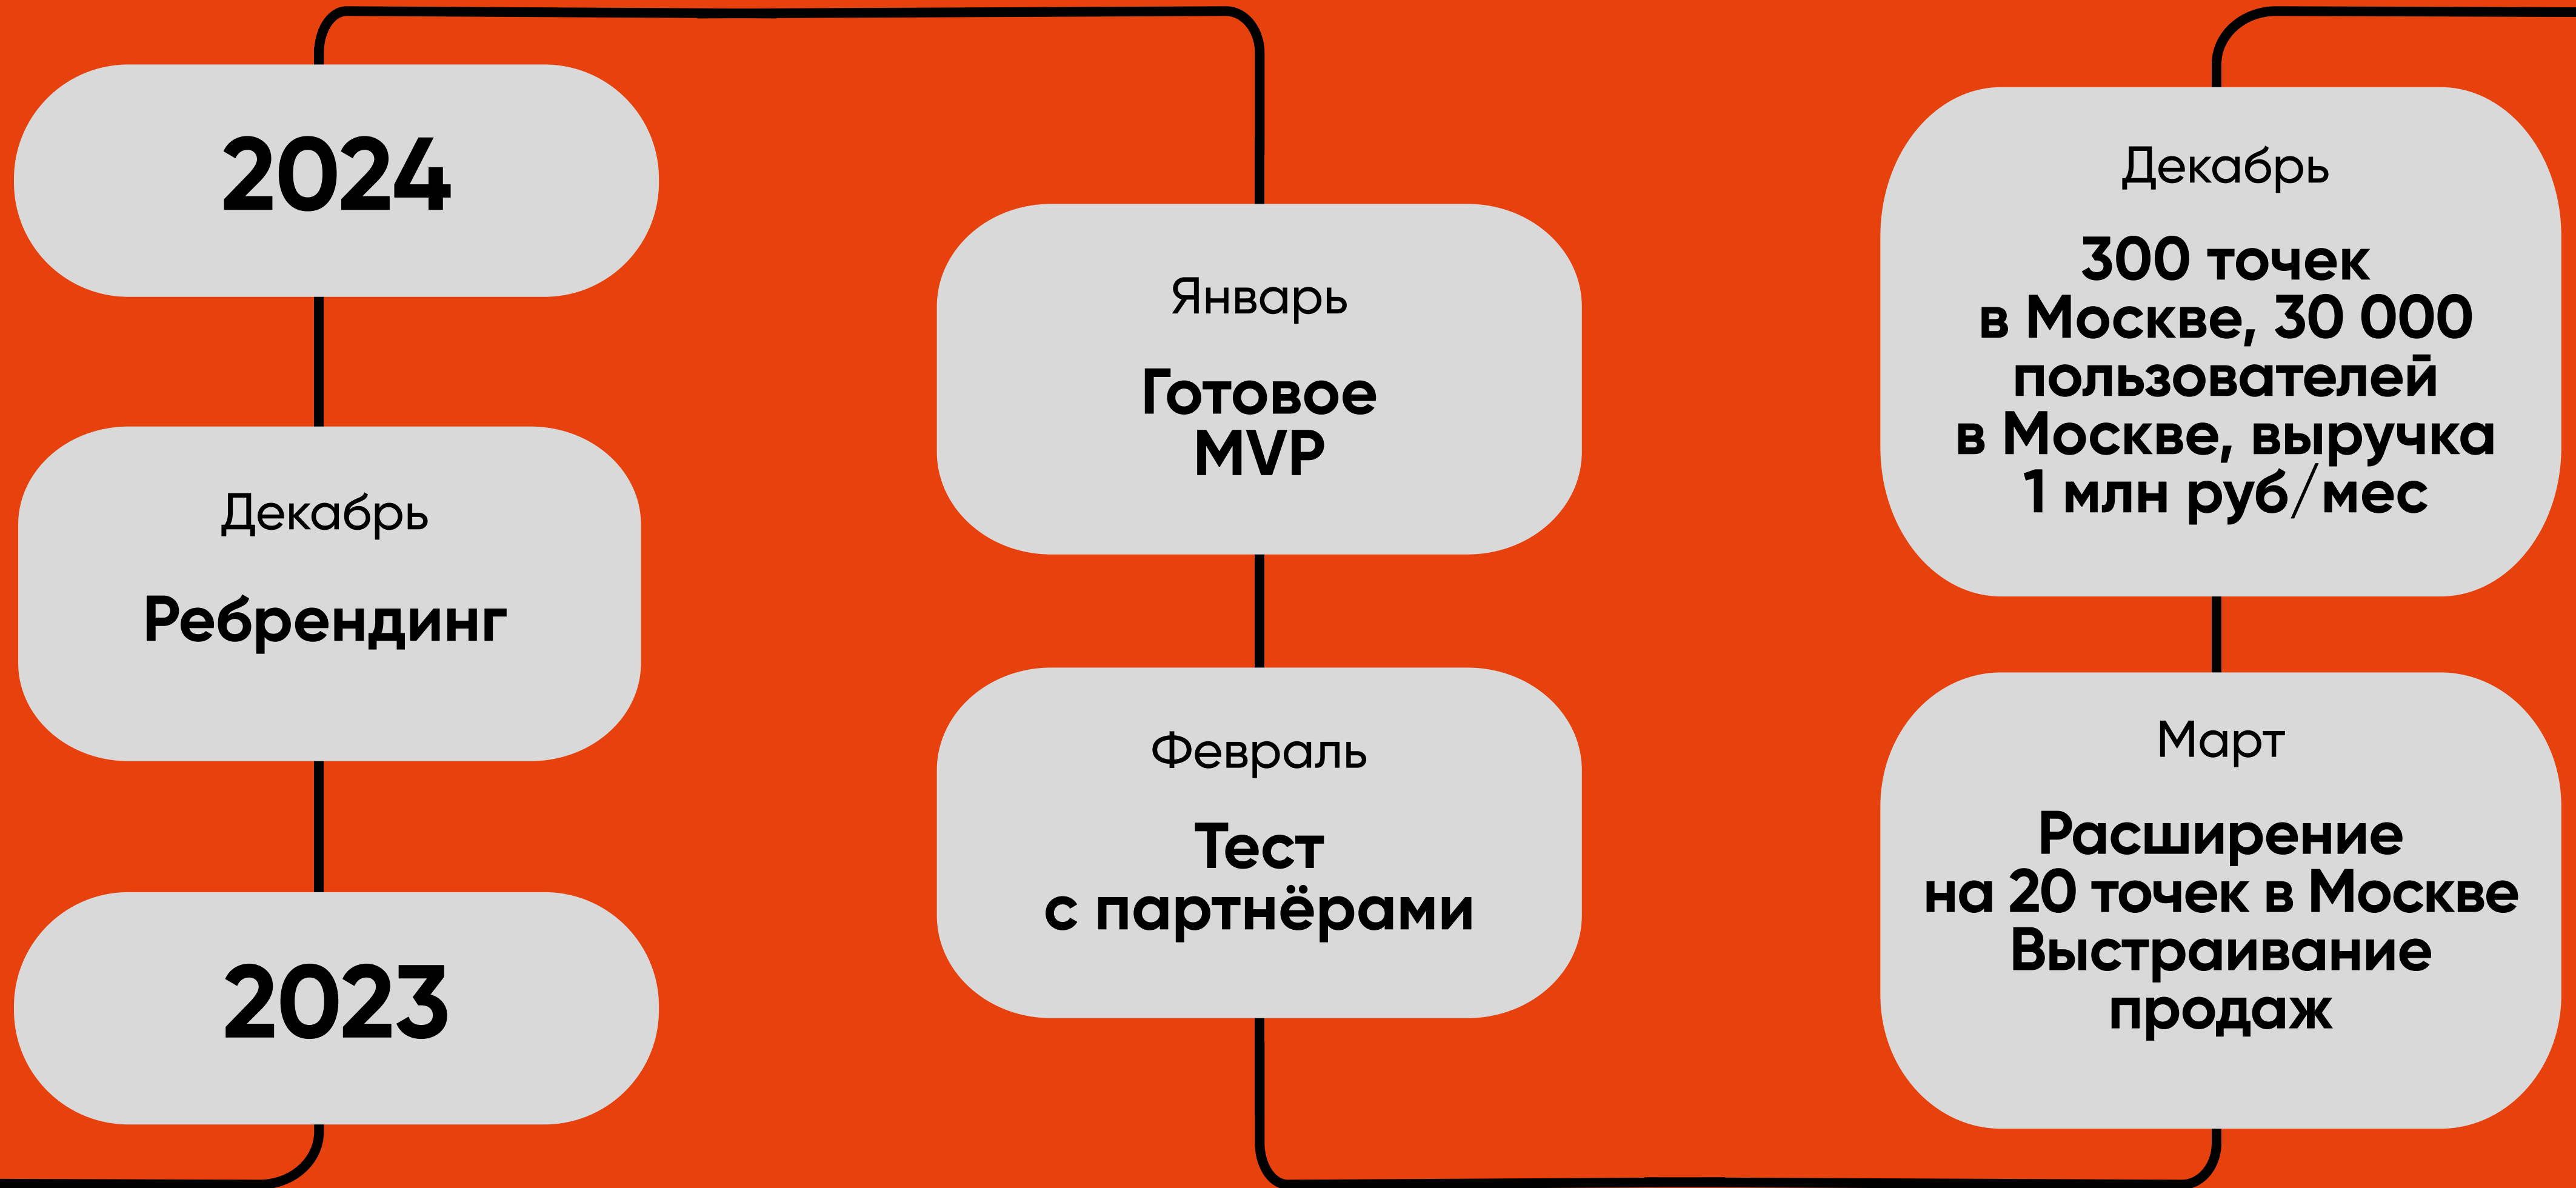 2024
Декабрь
Ребрендинг
2023
Январь
Готовое
MVP
Февраль
Тест
с партнёрами
Декабрь
300 точек
в Москве, 30 000
пользователей
в Москве, выручка
1 млн руб/мес
Март
Расширение
на 20 точек в Москве
Выстраивание
продаж